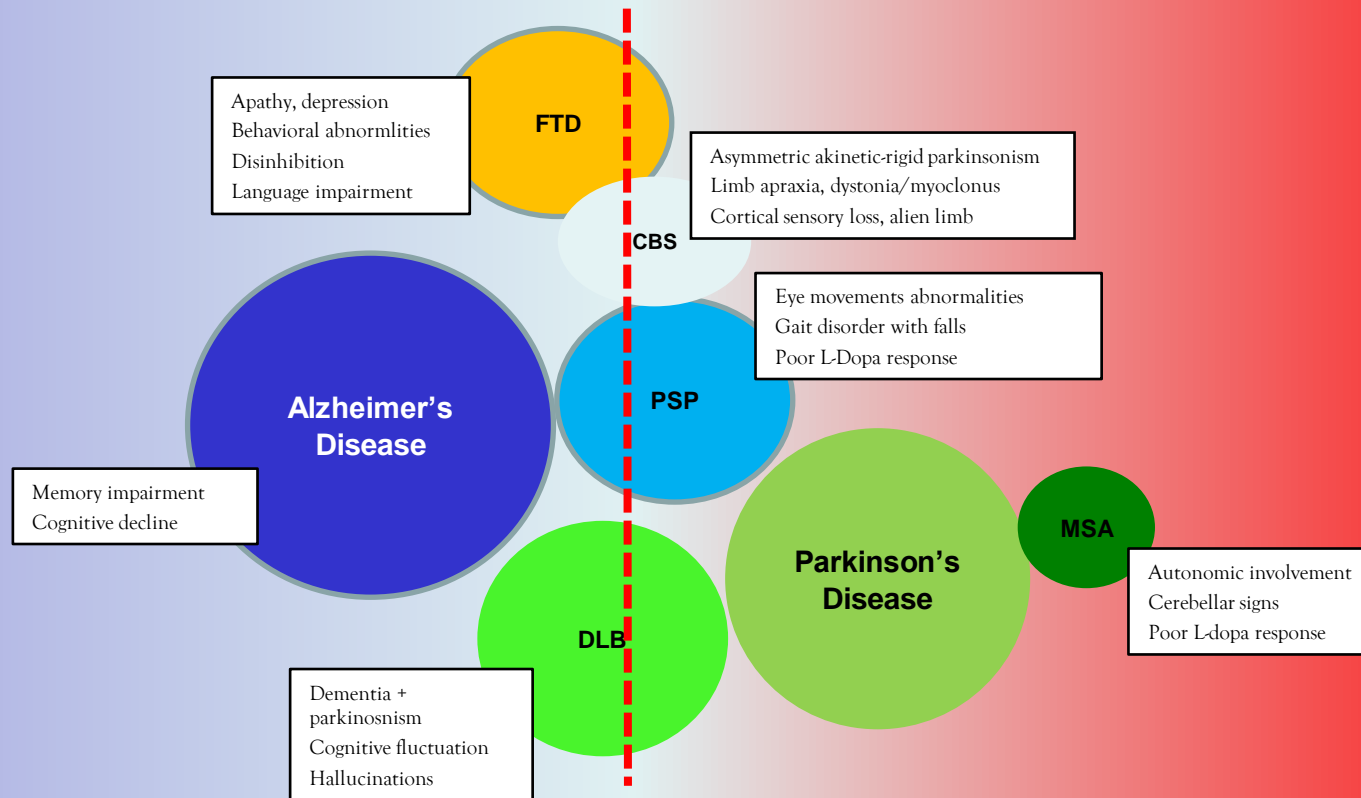 FTD
Apathy, depression
Behavioral abnormlities
Disinhibition
Language impairment
Asymmetric akinetic-rigid parkinsonism
Limb apraxia, dystonia/myoclonus
Cortical sensory loss, alien limb
CBS
Eye movements abnormalities
Gait disorder with falls
Poor L-Dopa response
PSP
Alzheimer’s
Disease
Memory impairment
Cognitive decline
MSA
Parkinson’s
Disease
Autonomic involvement
Cerebellar signs
Poor L-dopa response
DLB
Dementia +
parkinosnism
Cognitive fluctuation
Hallucinations